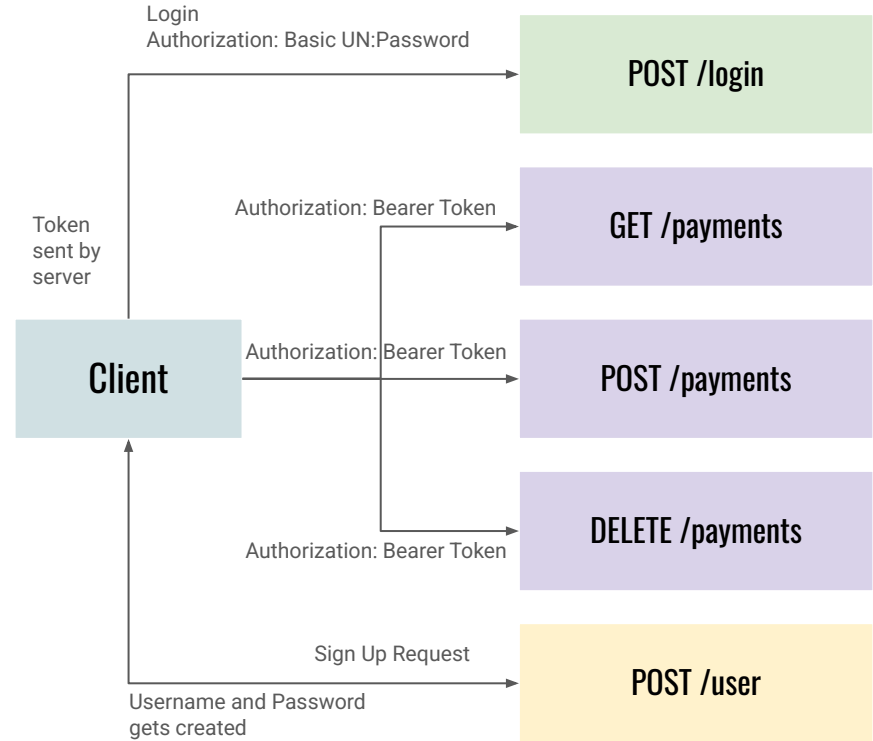 Login
Authorization: Basic UN:Password
POST /login
Authorization: Bearer Token
GET /payments
Token
sent by
server
Client
Authorization: Bearer Token
POST /payments
DELETE /payments
Authorization: Bearer Token
Sign Up Request
POST /user
Username and Password
gets created